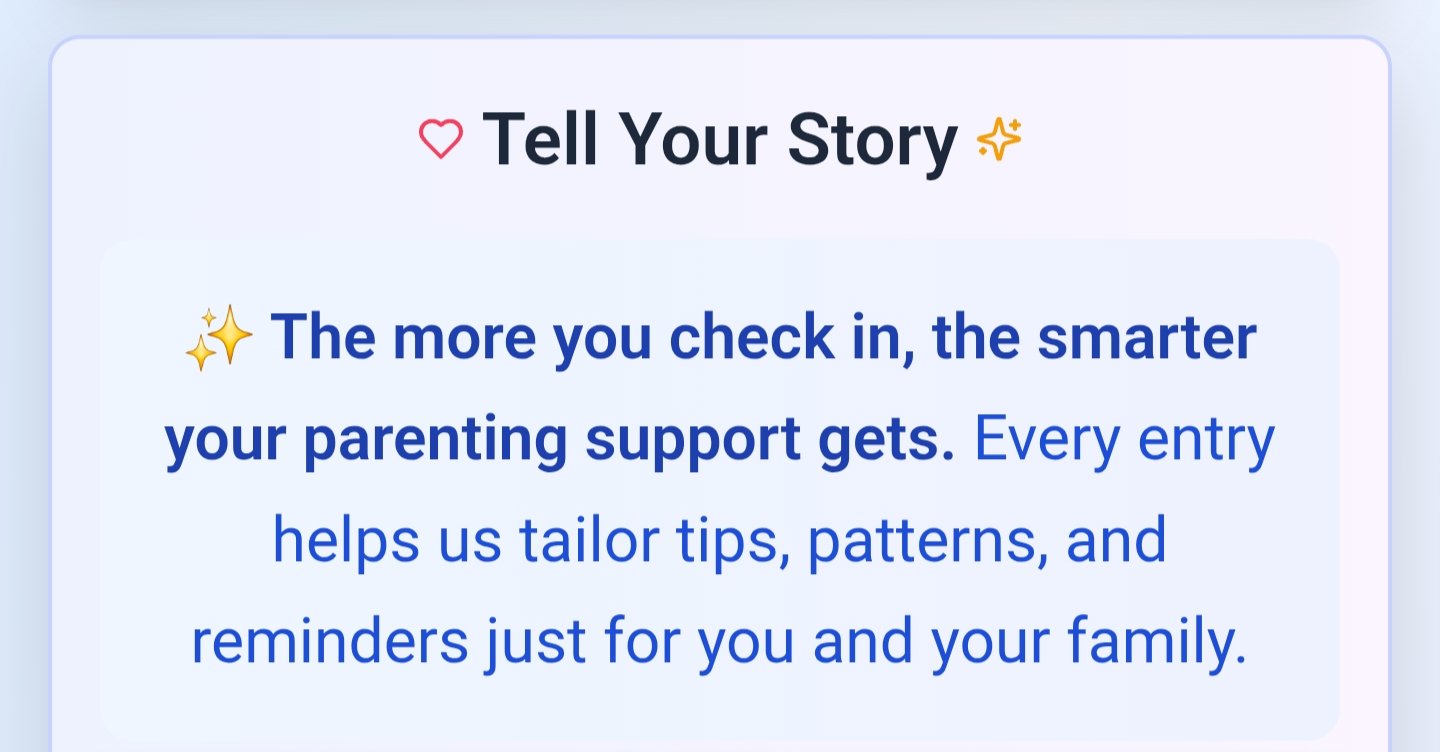 Tell Your Story
✨ The more you check in, the smarter
your parenting support gets. Every entry
helps us tailor tips, patterns, and
reminders just for you and your family.